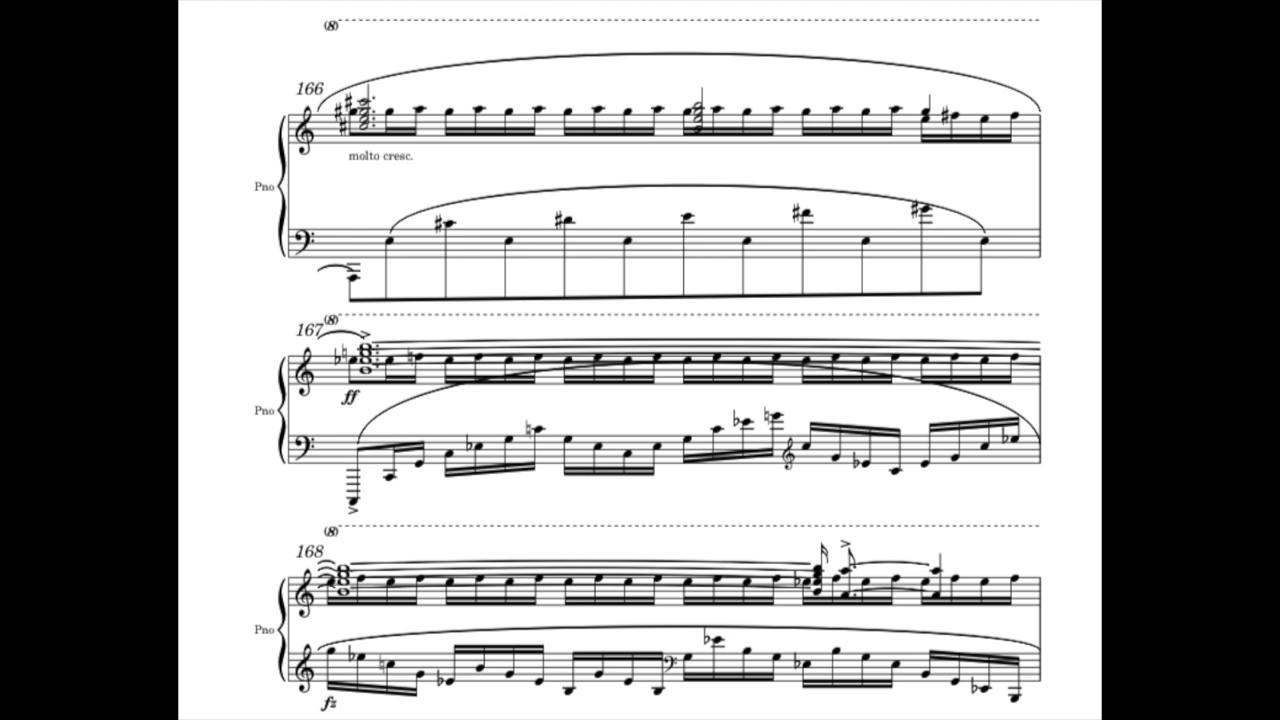 (8)
166
molto cresc.
Pno
(8)
167
ff
Pno
(8)
168
Pno
fz